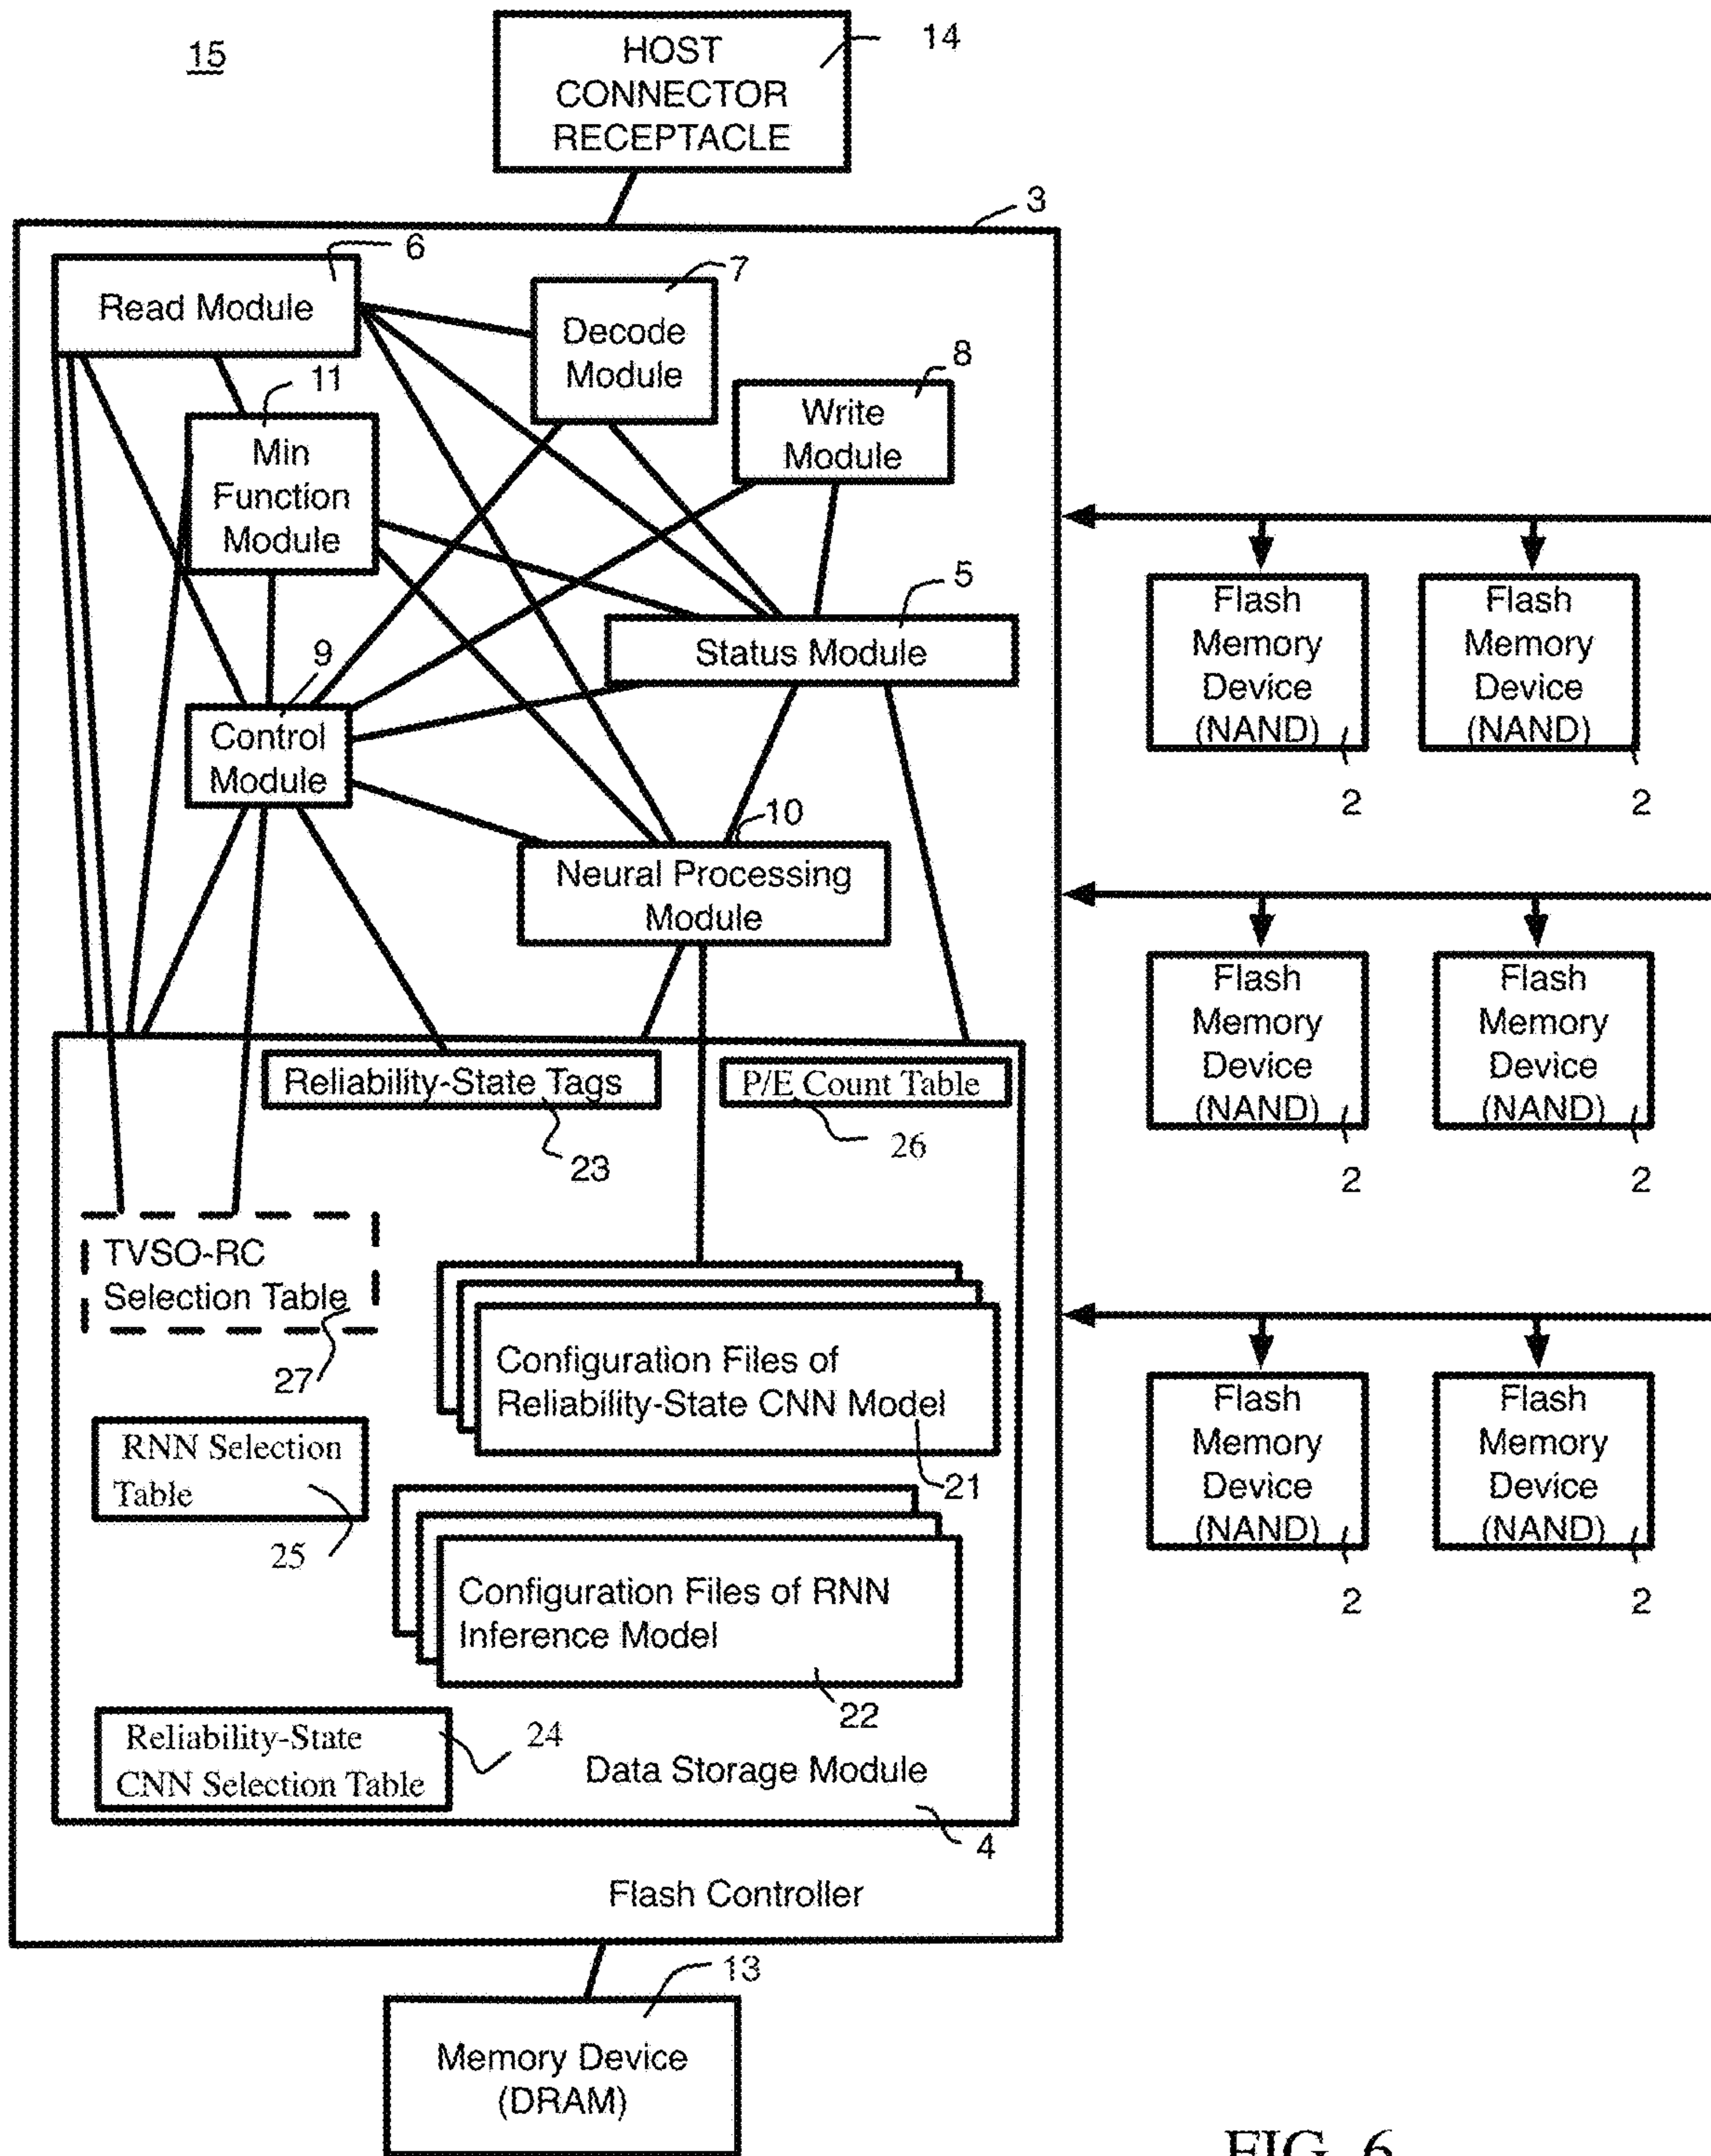 15
HOST
CONNECTOR
RECEPTACLE
14
3
Read Module
6
Decode
Module
7
Write
Module
8
Min
Function
Module
11
Status Module
5
Control
Module
9
Neural Processing
Module
10
Reliability-State Tags
23
P/E Count Table
26
TVSO-RC
Selection Table
27
Configuration Files of
Reliability-State CNN Model
21
RNN Selection
Table
25
Configuration Files of RNN
Inference Model
22
Reliability-State
CNN Selection Table
24
Data Storage Module
4
Flash Controller
13
Memory Device
(DRAM)
Flash
Memory
Device
(NAND)
2
Flash
Memory
Device
(NAND)
2
Flash
Memory
Device
(NAND)
2
Flash
Memory
Device
(NAND)
2
Flash
Memory
Device
(NAND)
2
Flash
Memory
Device
(NAND)
2
FIG. 6